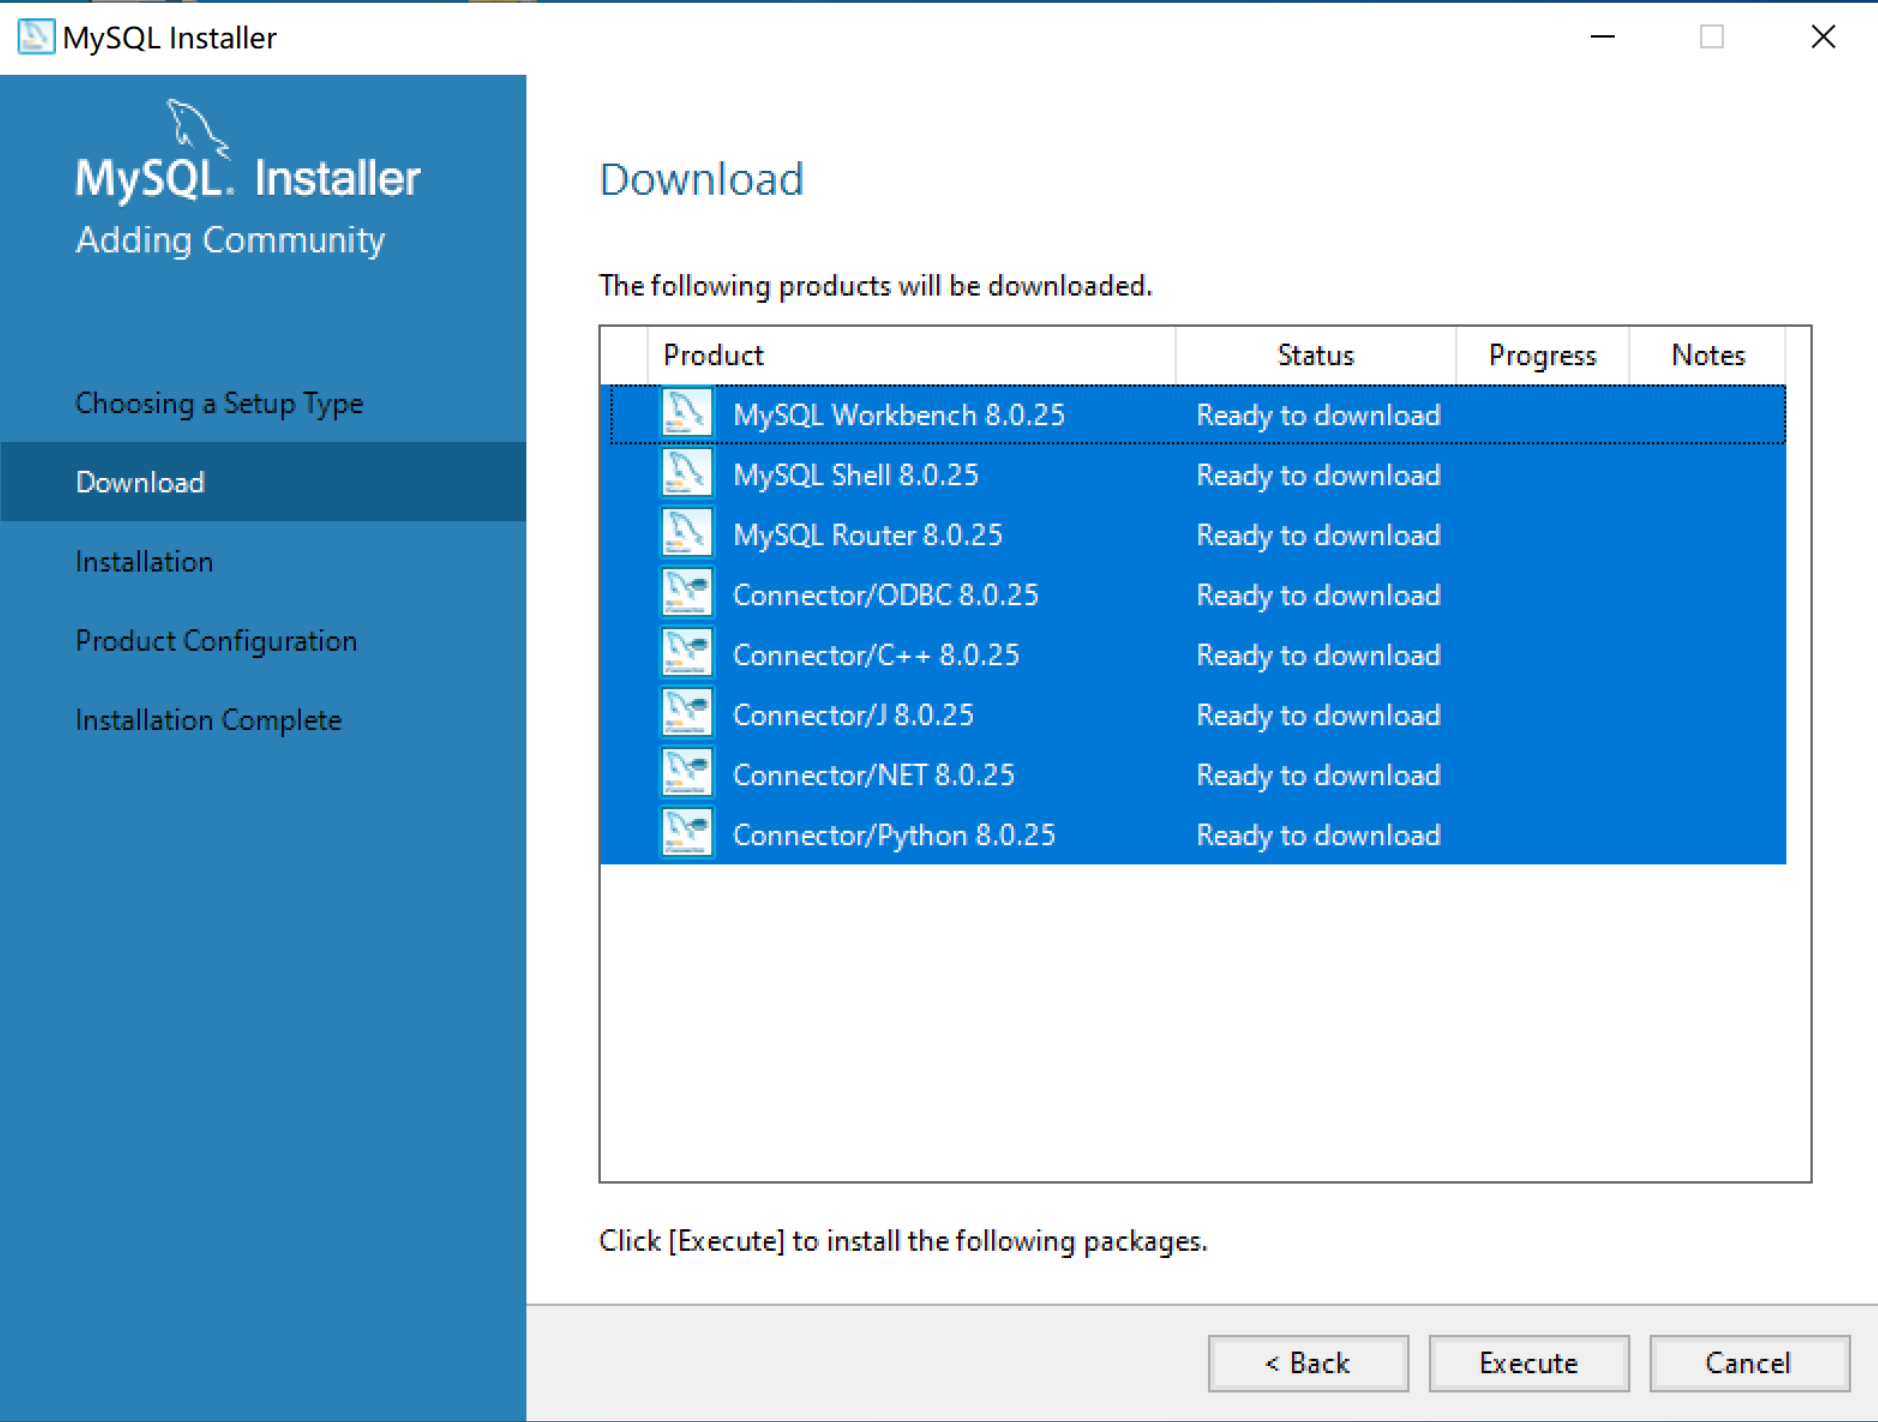 MySQL Installer
MySQL. Installer
Adding Community
Choosing a Setup Type
Download
Installation
Product Configuration
Installation Complete
Download
The following products will be downloaded.
Product Status Progress Notes
MySQL Workbench 8.0.25 Ready to download
MySQL Shell 8.0.25 Ready to download
MySQL Router 8.0.25 Ready to download
Connector/ODBC 8.0.25 Ready to download
Connector/C++ 8.0.25 Ready to download
Connector/J 8.0.25 Ready to download
Connector/NET 8.0.25 Ready to download
Connector/Python 8.0.25 Ready to download
Click [Execute] to install the following packages.
< Back Execute Cancel